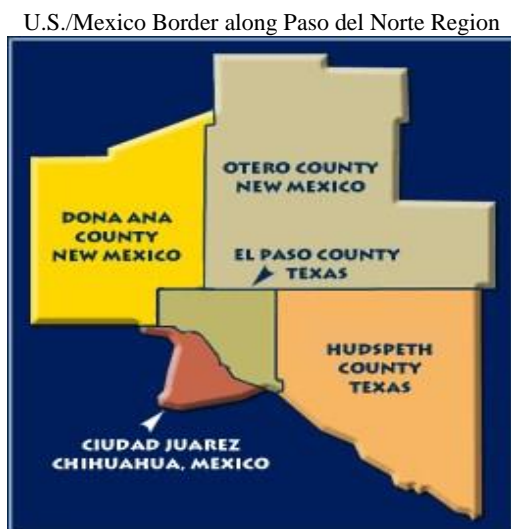 U.S./Mexico Border along Paso del Norte Region
OTERO COUNTY
NEW MEXICO
DONA ANA
COUNTY
NEW MEXICO
EL PASO COUNTY
TEXAS
HUDSPETH
COUNTY
TEXAS
CIUDAD JUAREZ
CHIHUAHUA, MEXICO